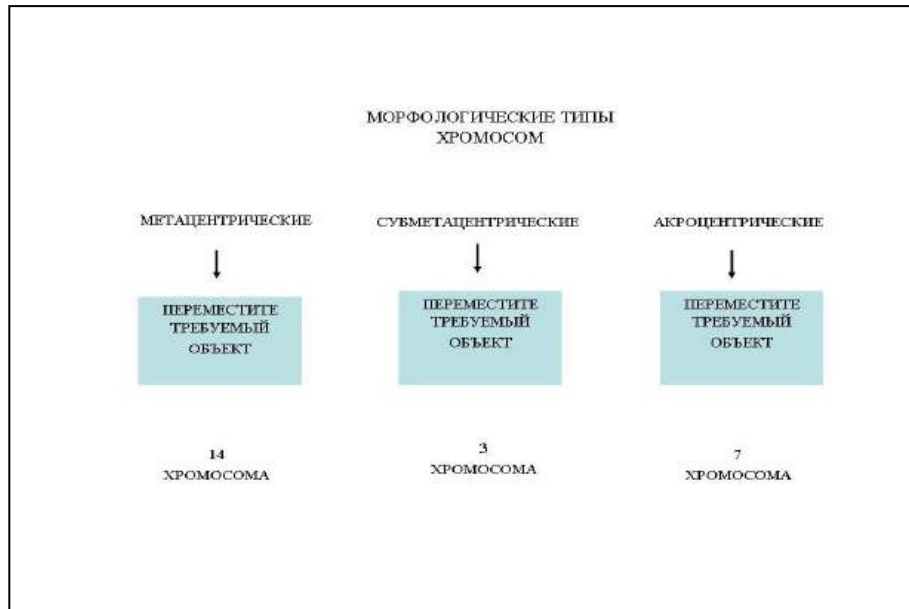 МОРФОЛОГИЧЕСКИЕ ТИПЫ
ХРОМОСОМ
МЕТАЦЕНТРИЧЕСКИЕ
СУБМЕТАЦЕНТРИЧЕСКИЕ
АКРОЦЕНТРИЧЕСКИЕ
ПЕРЕМЕСТИТЕ
ТРЕБУЕМЫЙ
ОБЪЕКТ
ПЕРЕМЕСТИТЕ
ТРЕБУЕМЫЙ
ОБЪЕКТ
ПЕРЕМЕСТИТЕ
ТРЕБУЕМЫЙ
ОБЪЕКТ
14
ХРОМОСОМА
3
ХРОМОСОМА
7
ХРОМОСОМА